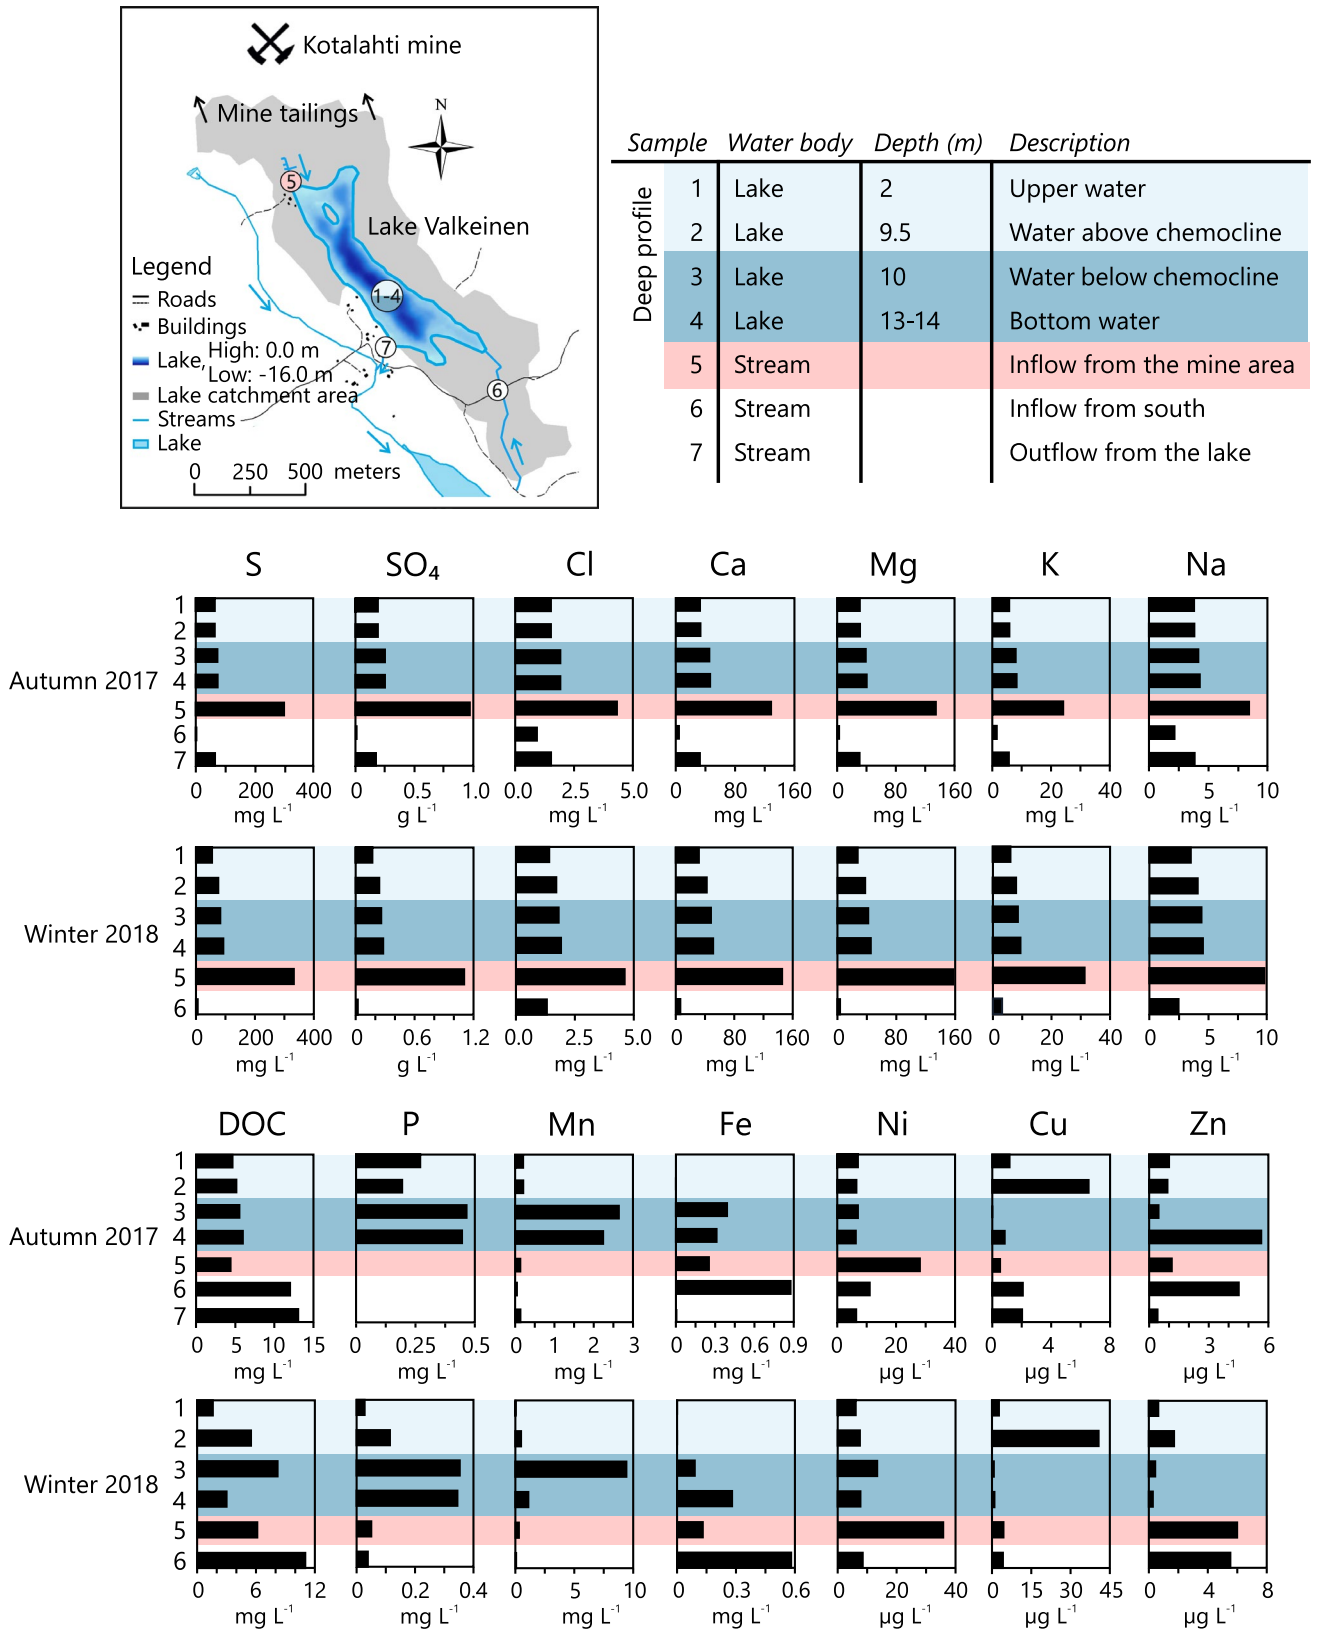 Kotalahti mine
Mine tailings
N
5
Lake Valkeinen
1-4
7
6
Legend
Roads
Buildings
Lake, High: 0.0 m
Low: -16.0 m
Lake catchment area
Streams
Lake
0 250 500 meters
Sample Water body Depth (m) Description
Deep profile
1 Lake 2 Upper water
2 Lake 9.5 Water above chemocline
3 Lake 10 Water below chemocline
4 Lake 13-14 Bottom water
5 Stream Inflow from the mine area
6 Stream Inflow from south
7 Stream Outflow from the lake
S SO₄ Cl Ca Mg K Na
Autumn 2017
1
2
3
4
5
6
7
0 200 400 0 0.5 1.0 0.0 2.5 5.0 0 80 160 0 80 160 0 20 40 0 5 10
mg L⁻¹ g L⁻¹ mg L⁻¹ mg L⁻¹ mg L⁻¹ mg L⁻¹ mg L⁻¹
Winter 2018
1
2
3
4
5
6
0 200 400 0 0.6 1.2 0.0 2.5 5.0 0 80 160 0 80 160 0 20 40 0 5 10
mg L⁻¹ g L⁻¹ mg L⁻¹ mg L⁻¹ mg L⁻¹ mg L⁻¹ mg L⁻¹
DOC P Mn Fe Ni Cu Zn
Autumn 2017
1
2
3
4
5
6
7
0 5 10 15 0 0.25 0.5 0 1 2 3 0 0.3 0.6 0.9 0 20 40 0 4 8 0 3 6
mg L⁻¹ mg L⁻¹ mg L⁻¹ mg L⁻¹ µg L⁻¹ µg L⁻¹ µg L⁻¹
Winter 2018
1
2
3
4
5
6
0 6 12 0 0.2 0.4 0 5 10 0 0.3 0.6 0 20 40 0 15 30 45 0 4 8
mg L⁻¹ mg L⁻¹ mg L⁻¹ mg L⁻¹ µg L⁻¹ µg L⁻¹ µg L⁻¹